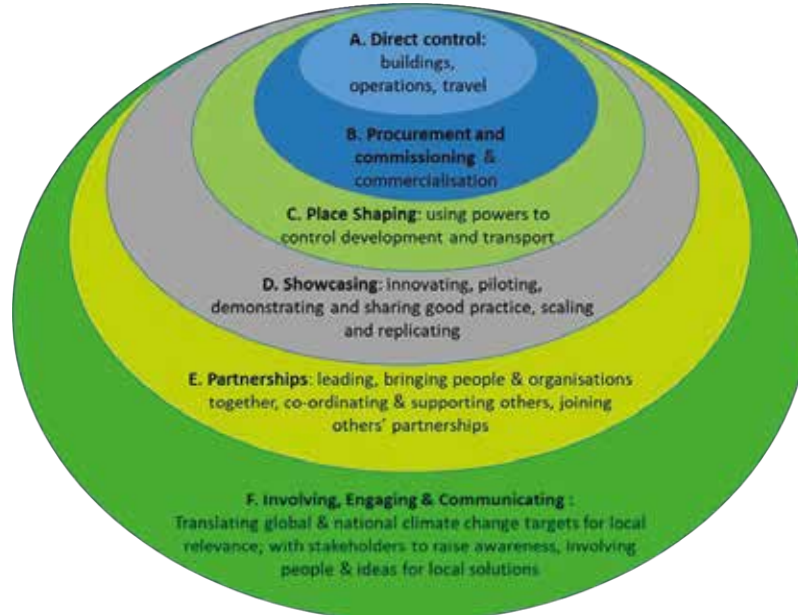 A. Direct control:
buildings,
operations, travel
B. Procurement and
commissioning &
commercialisation
C. Place Shaping: using powers to
control development and transport
D. Showcasing: innovating, piloting,
demonstrating and sharing good practice, scaling
and replicating
E. Partnerships: leading, bringing people & organisations
together, co-ordinating & supporting others, joining
others’ partnerships
F. Involving, Engaging & Communicating :
Translating global & national climate change targets for local
relevance; with stakeholders to raise awareness, involving
people & ideas for local solutions